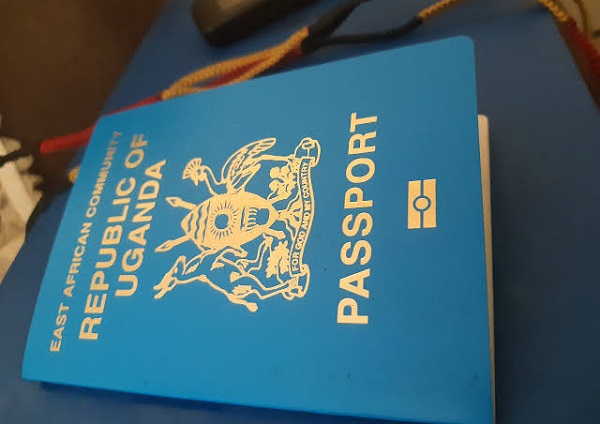 EAST AFRICAN COMMUNITY
REPUBLIC OF
UGANDA
FOR GOD AND MY COUNTRY
PASSPORT